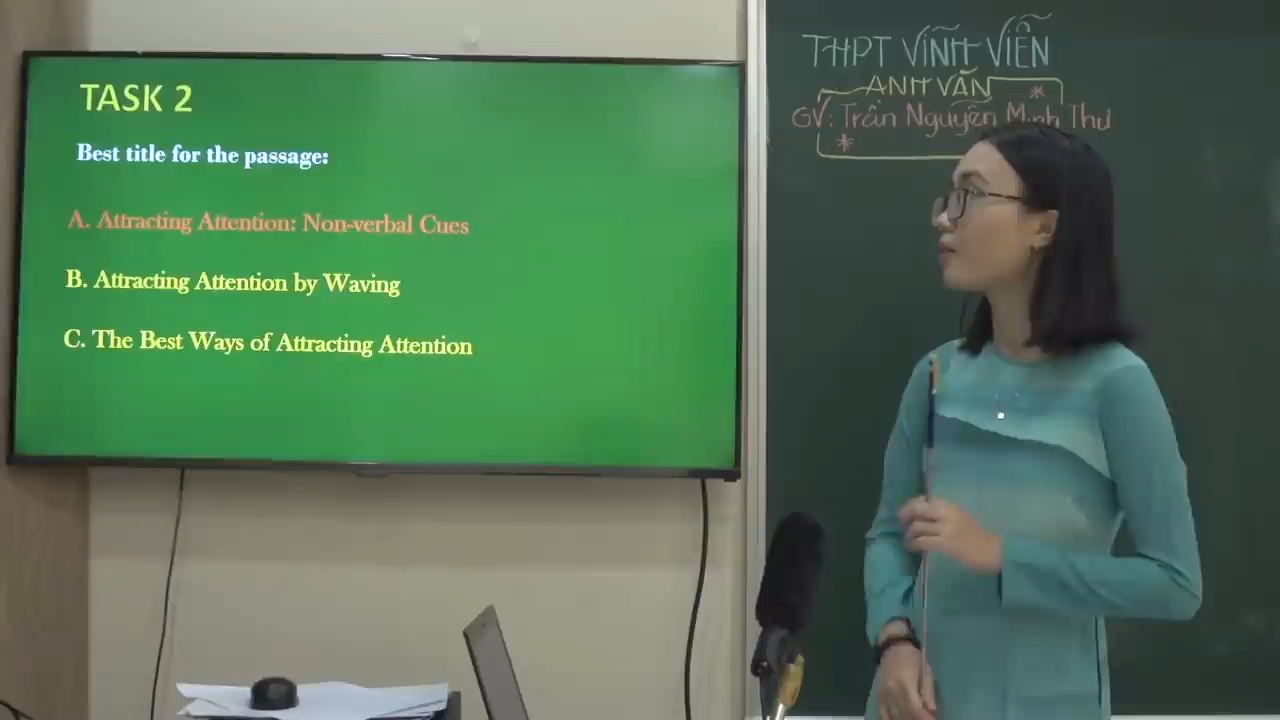 TASK 2
Best title for the passage:
A. Attracting Attention: Non-verbal Cues
B. Attracting Attention by Waving
C. The Best Ways of Attracting Attention
THPT VĨNH VIỄN
ANH VĂN
GV: Trần Nguyễn Minh Thư